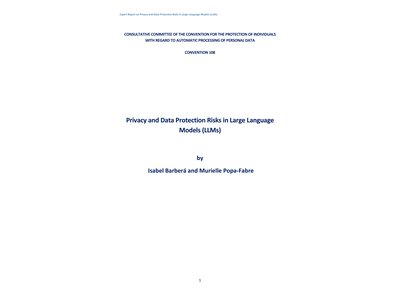 Expert Report on Privacy and Data Protection Risks in Large Language Models (LLMs)
CONSULTATIVE COMMITTEE OF THE CONVENTION FOR THE PROTECTION OF INDIVIDUALS
WITH REGARD TO AUTOMATIC PROCESSING OF PERSONAL DATA
CONVENTION 108
Privacy and Data Protection Risks in Large Language
Models (LLMs)
by
Isabel Barberá and Murielle Popa-Fabre
1